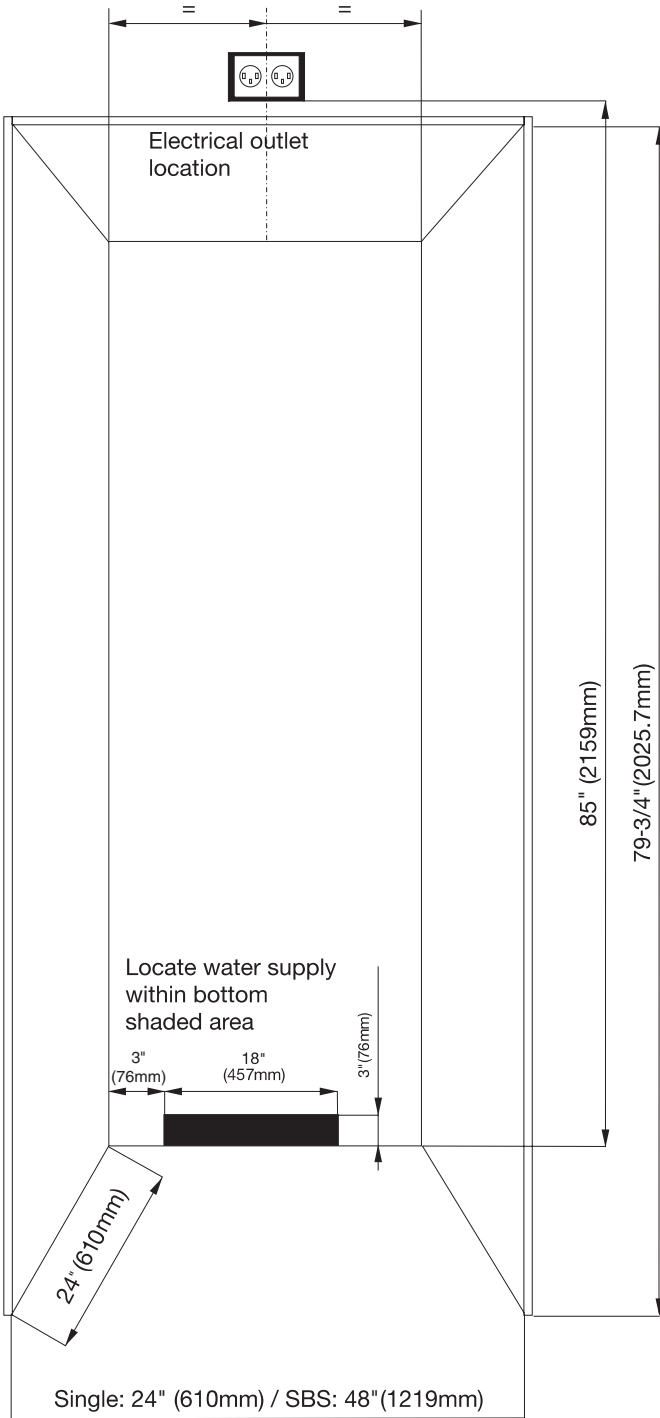 =
=
Electrical outlet
location
85" (2159mm)
79-3/4"(2025.7mm)
Locate water supply
within bottom
shaded area
3"
(76mm)
18"
(457mm)
3"(76mm)
24"(610mm)
Single: 24" (610mm) / SBS: 48"(1219mm)